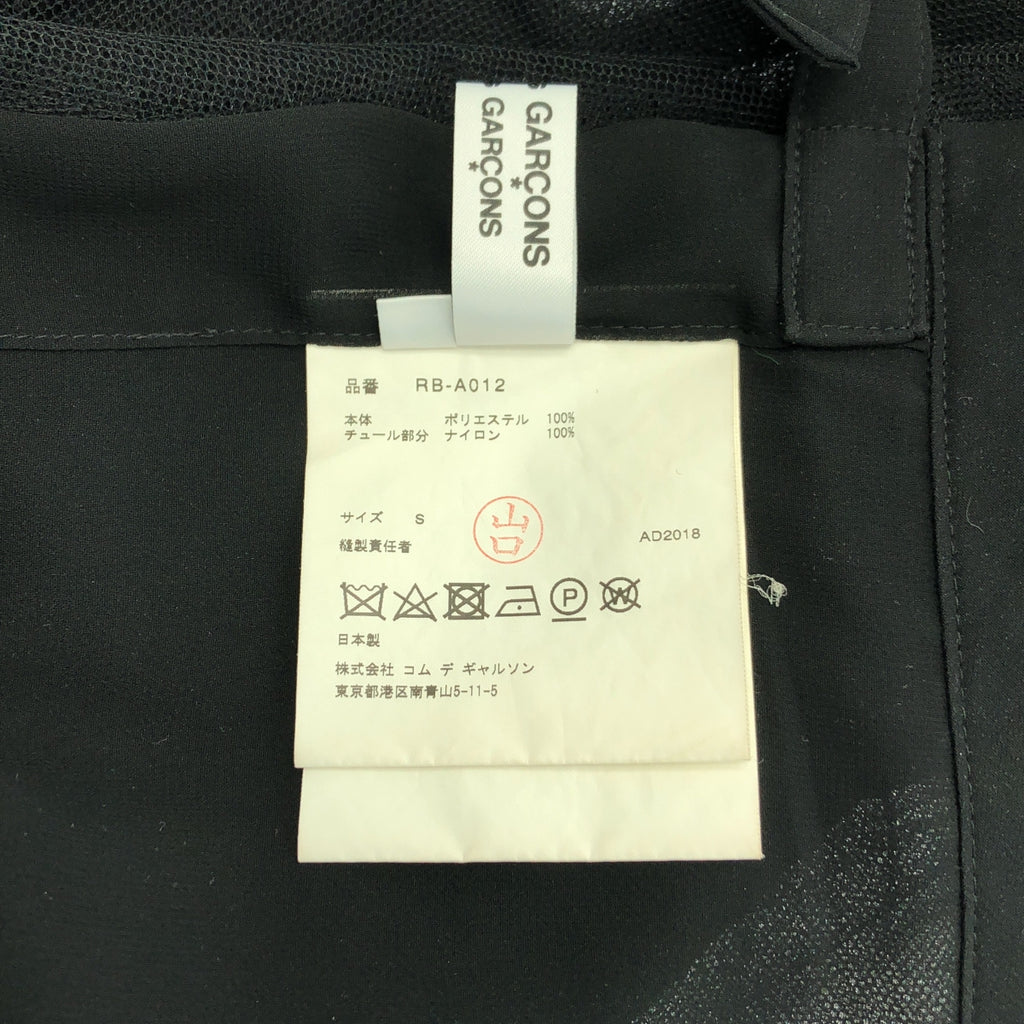 GARÇONS
GARÇONS
品番 RB-A012
本体 ポリエステル 100%
チュール部分 ナイロン 100%
サイズ S
山口
縫製責任者
AD2018
P
W
日本製
株式会社 コム デ ギャルソン
東京都港区南青山5-11-5